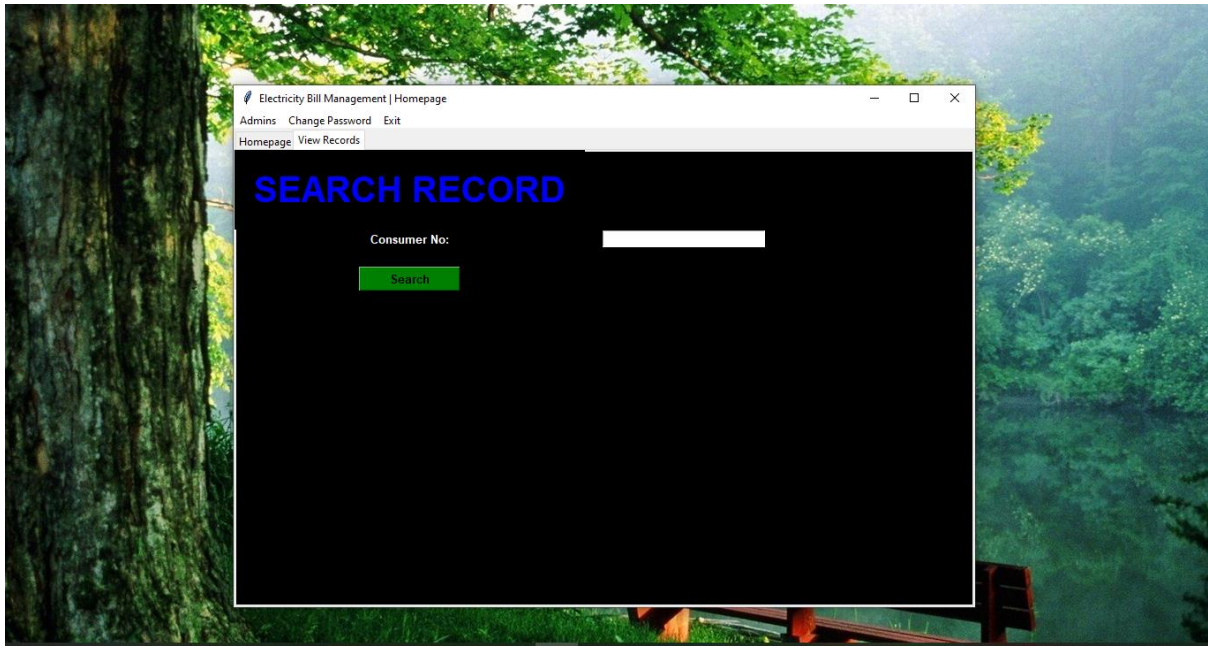 Electricity Bill Management | Homepage
Admins Change Password Exit
Homepage View Records
SEARCH RECORD
Consumer No:
Search